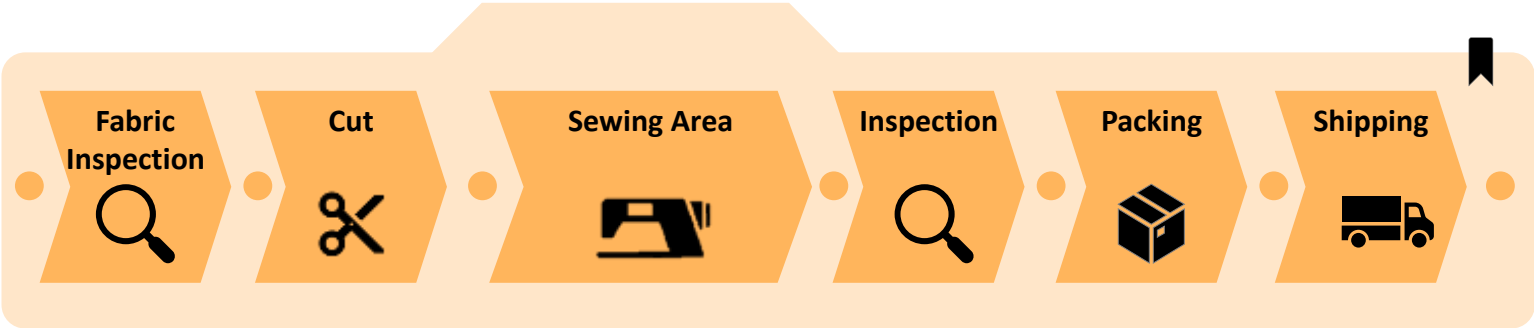 Fabric
Inspection
Cut
Sewing Area
Inspection
Packing
Shipping